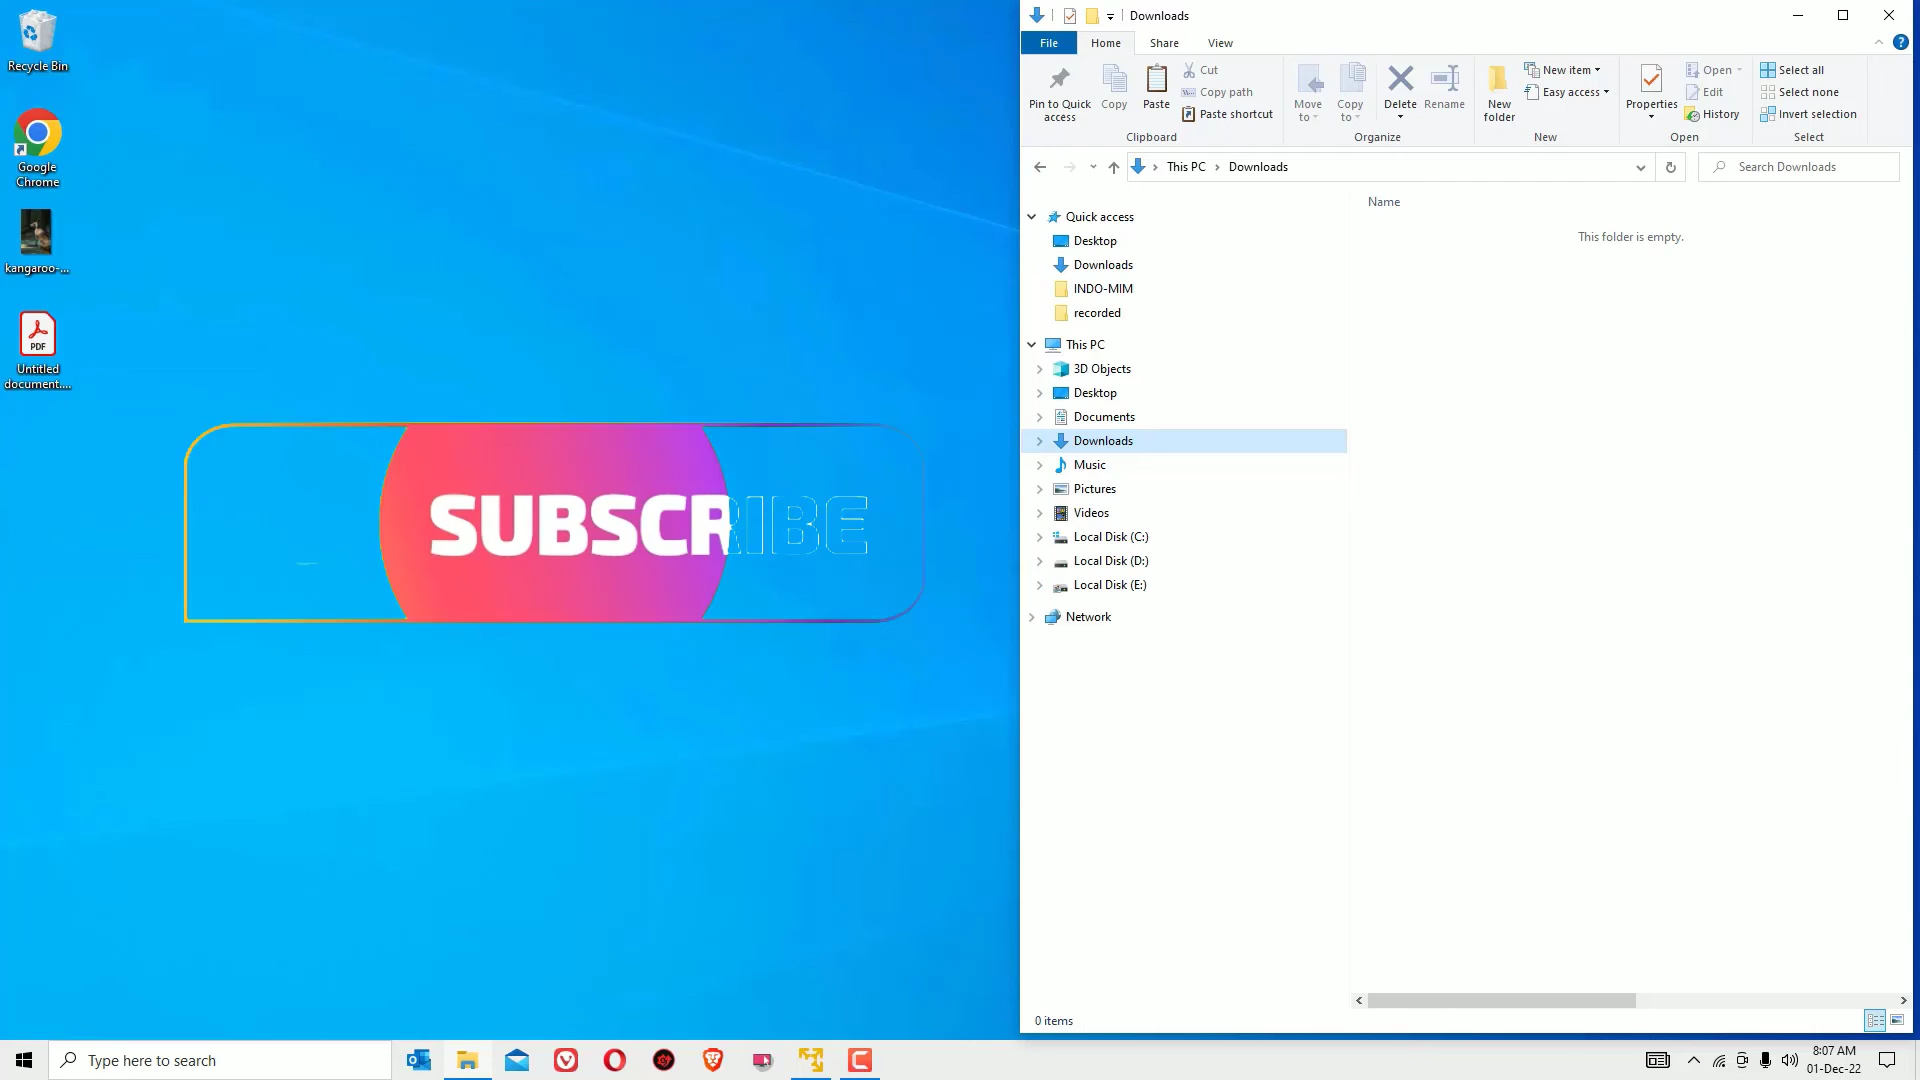 Recycle Bin
Google
Chrome
kangaroo-...
PDF
Untitled
document....
SUBSCRIBE
Downloads
File
Home
Share
View
Pin to Quick
access
Copy
Paste
Cut
Copy path
Paste shortcut
Clipboard
Move
to
Copy
to
Delete
Rename
Organize
New
folder
New item
Easy access
New
Properties
Open
Edit
History
Open
Select all
Select none
Invert selection
Select
This PC
Downloads
Search Downloads
Name
This folder is empty.
Quick access
Desktop
Downloads
INDO-MIM
recorded
This PC
3D Objects
Desktop
Documents
Downloads
Music
Pictures
Videos
Local Disk (C:)
Local Disk (D:)
Local Disk (E:)
Network
0 items
Type here to search
8:07 AM
01-Dec-22